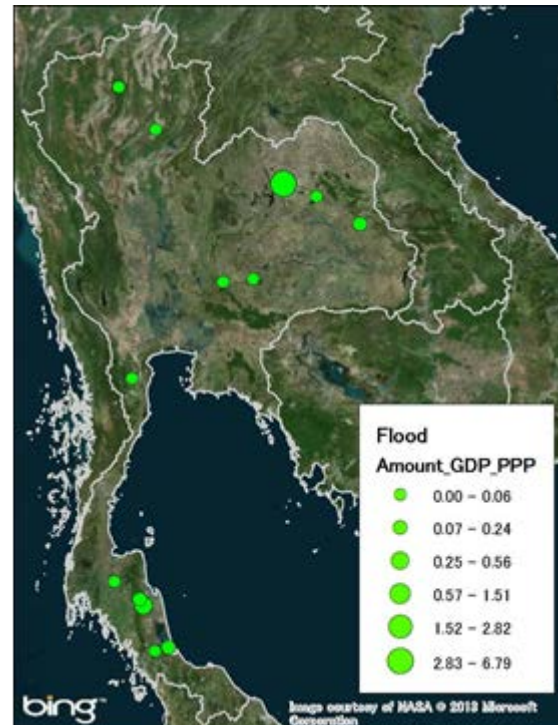 Flood
Amount_GDP_PPP
0.00 - 0.06
0.07 - 0.24
0.25 - 0.56
0.57 - 1.51
1.52 - 2.82
2.83 - 6.79
bing
Image courtesy of NASA © 2013 Microsoft
Corporation